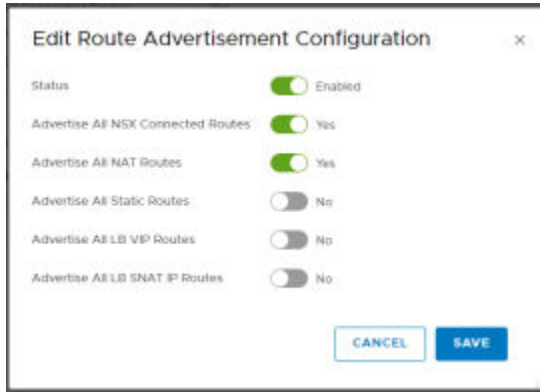 Edit Route Advertisement Configuration ×
Status Enabled
Advertise All NSX Connected Routes Yes
Advertise All NAT Routes Yes
Advertise All Static Routes No
Advertise All LB VIP Routes No
Advertise All LB SNAT IP Routes No
CANCEL SAVE